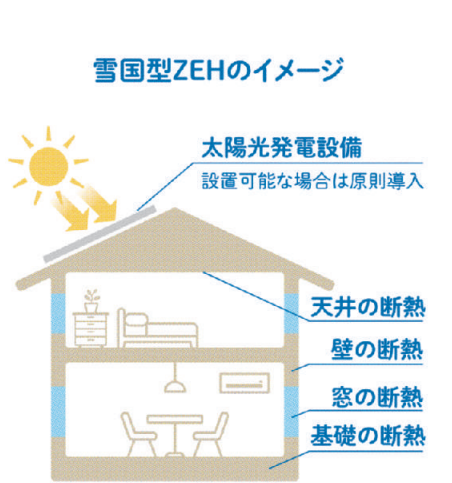 雪国型ZEHのイメージ
太陽光発電設備
設置可能な場合は原則導入
天井の断熱
壁の断熱
窓の断熱
基礎の断熱